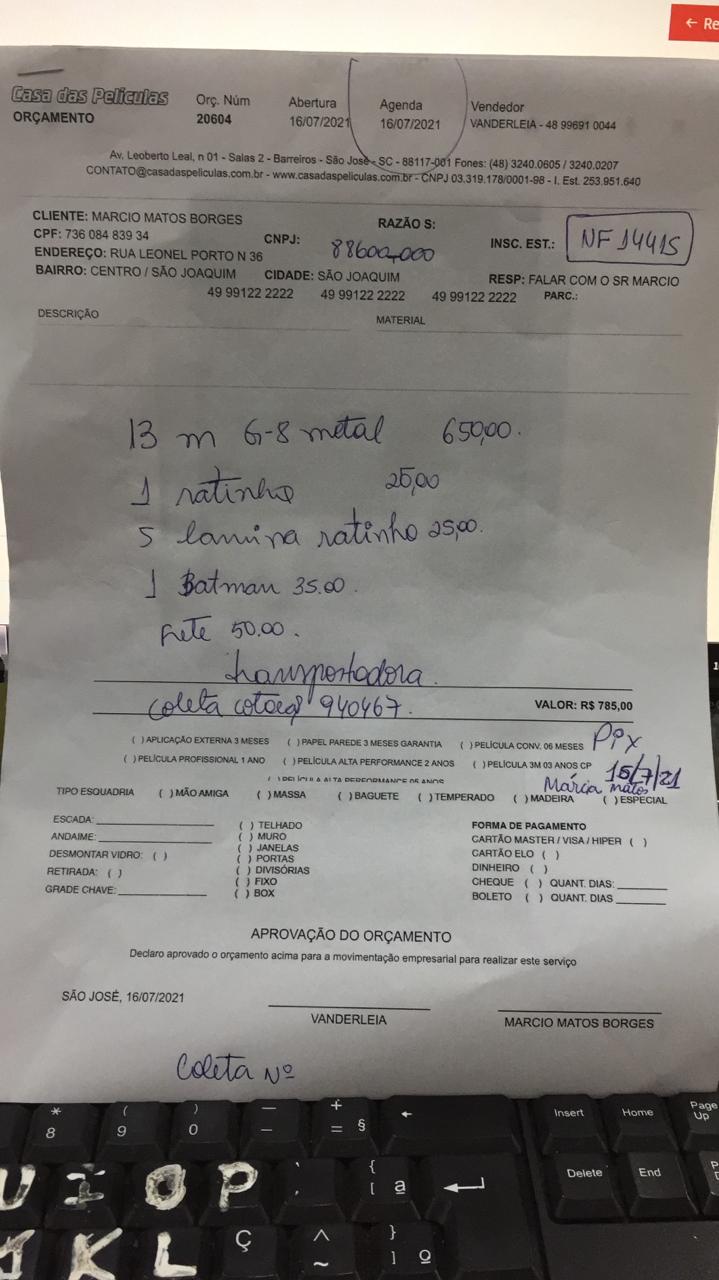 ← Re
Casa das Películas
ORÇAMENTO
Orç. Núm
20604
Abertura
16/07/2021
Agenda
16/07/2021
Vendedor
VANDERLEIA - 48 99691 0044
Av. Leoberto Leal, n 01 - Salas 2 - Barreiros - São José - SC - 88117-001 Fones: (48) 3240.0605 / 3240.0207
CONTATO@casadaspeliculas.com.br - www.casadaspeliculas.com.br - CNPJ 03.319.178/0001-98 - I. Est. 253.951.640
CLIENTE: MARCIO MATOS BORGES RAZÃO S:
CPF: 736 084 839 34 CNPJ: 88600-000 INSC. EST.: NF 14415
ENDEREÇO: RUA LEONEL PORTO N 36
BAIRRO: CENTRO / SÃO JOAQUIM CIDADE: SÃO JOAQUIM RESP: FALAR COM O SR MARCIO
49 99122 2222 49 99122 2222 49 99122 2222 PARC.:
DESCRIÇÃO MATERIAL
13 m G-8 metal 650,00.
1 ratinho 25,00
5 lamina ratinho 25,00.
1 Batman 35.00.
frete 50.00.
transportadora.
coleta 940467. VALOR: R$ 785,00
( ) APLICAÇÃO EXTERNA 3 MESES ( ) PAPEL PAREDE 3 MESES GARANTIA ( ) PELÍCULA CONV. 06 MESES Pix
( ) PELÍCULA PROFISSIONAL 1 ANO ( ) PELÍCULA ALTA PERFORMANCE 2 ANOS ( ) PELÍCULA 3M 03 ANOS CP 15/7/21
( ) PELÍCULA ALTA PERFORMANCE 05 ANOS Márcia Matos
TIPO ESQUADRIA ( ) MÃO AMIGA ( ) MASSA ( ) BAGUETE ( ) TEMPERADO ( ) MADEIRA ( ) ESPECIAL
ESCADA:
ANDAIME:
DESMONTAR VIDRO: ( )
RETIRADA: ( )
GRADE CHAVE:
( ) TELHADO
( ) MURO
( ) JANELAS
( ) PORTAS
( ) DIVISÓRIAS
( ) FIXO
( ) BOX
FORMA DE PAGAMENTO
CARTÃO MASTER / VISA / HIPER ( )
CARTÃO ELO ( )
DINHEIRO ( )
CHEQUE ( ) QUANT. DIAS:
BOLETO ( ) QUANT. DIAS
APROVAÇÃO DO ORÇAMENTO
Declaro aprovado o orçamento acima para a movimentação empresarial para realizar este serviço
SÃO JOSÉ, 16/07/2021
VANDERLEIA MARCIO MATOS BORGES
Coleta Nº
* ( ) — + ← Insert Home Page Up
8 9 0 - = §
U I O P ` ' { [ ª Delete End
K L Ç ^ ~ } ] º